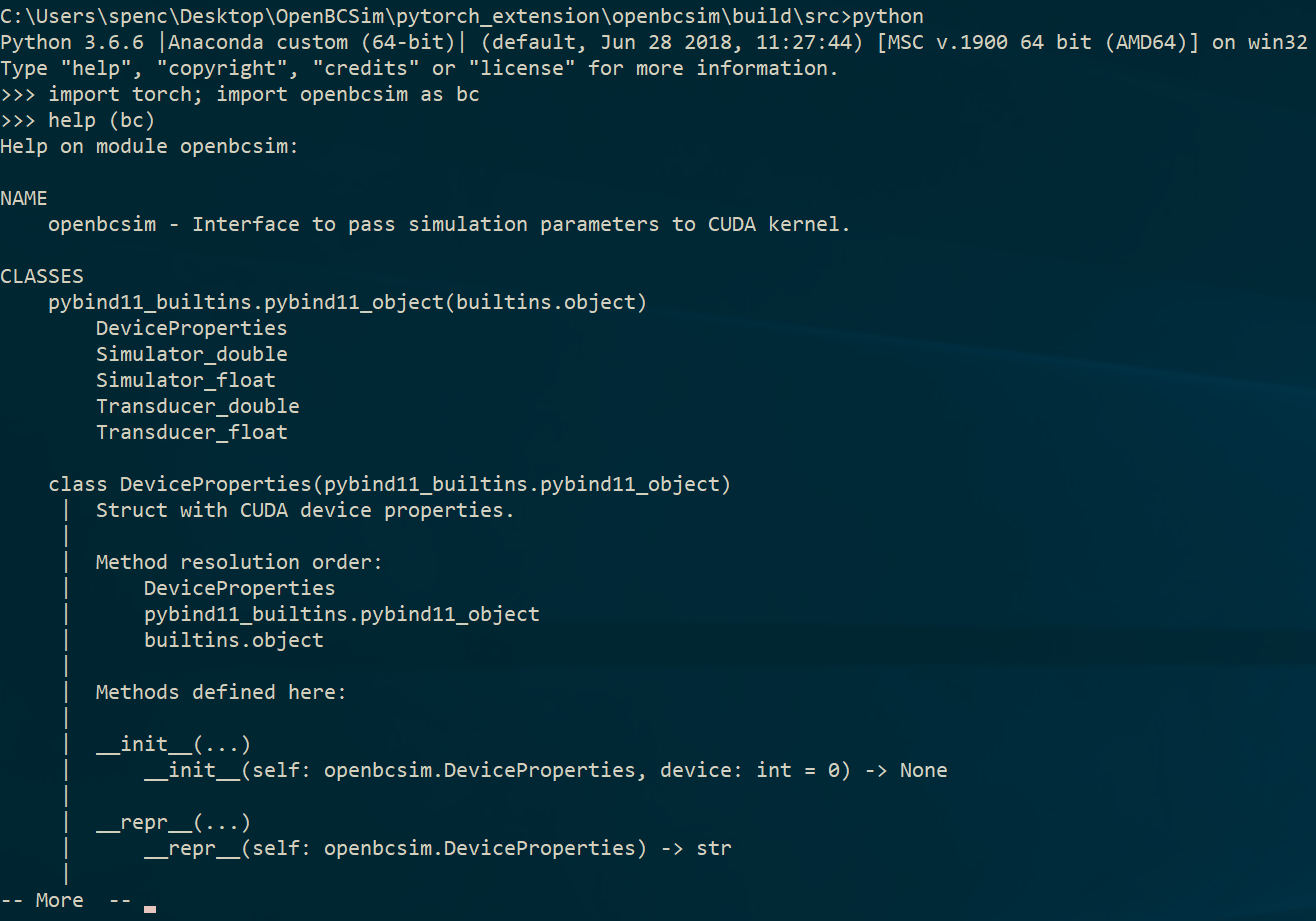 C:\Users\spenc\Desktop\OpenBCSim\pytorch_extension\openbcsim\build\src>python
Python 3.6.6 |Anaconda custom (64-bit)| (default, Jun 28 2018, 11:27:44) [MSC v.1900 64 bit (AMD64)] on win32
Type "help", "copyright", "credits" or "license" for more information.
>>> import torch; import openbcsim as bc
>>> help (bc)
Help on module openbcsim:

NAME
    openbcsim - Interface to pass simulation parameters to CUDA kernel.

CLASSES
    pybind11_builtins.pybind11_object(builtins.object)
        DeviceProperties
        Simulator_double
        Simulator_float
        Transducer_double
        Transducer_float

    class DeviceProperties(pybind11_builtins.pybind11_object)
     |  Struct with CUDA device properties.
     |
     |  Method resolution order:
     |      DeviceProperties
     |      pybind11_builtins.pybind11_object
     |      builtins.object
     |
     |  Methods defined here:
     |
     |  __init__(...)
     |      __init__(self: openbcsim.DeviceProperties, device: int = 0) -> None
     |
     |  __repr__(...)
     |      __repr__(self: openbcsim.DeviceProperties) -> str
     |
-- More  --